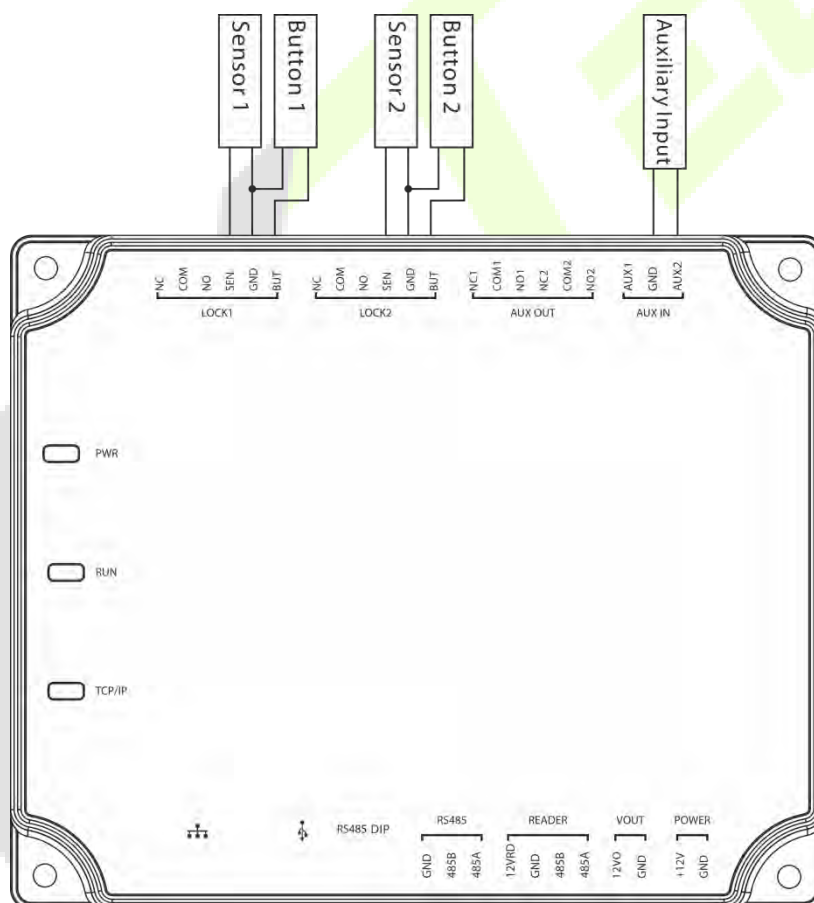 Sensor 1
Button 1
Sensor 2
Button 2
Auxiliary Input
NC COM NO SEN GND BUT
LOCK1
NC COM NO SEN GND BUT
LOCK2
NC1 COM1 NO1 NC2 COM2 NO2
AUX OUT
AUX1 GND AUX2
AUX IN
PWR
RUN
TCP/IP
RS485 DIP
RS485
GND 485B 485A
READER
12VRD GND 485B 485A
VOUT
12VO GND
POWER
+12V GND